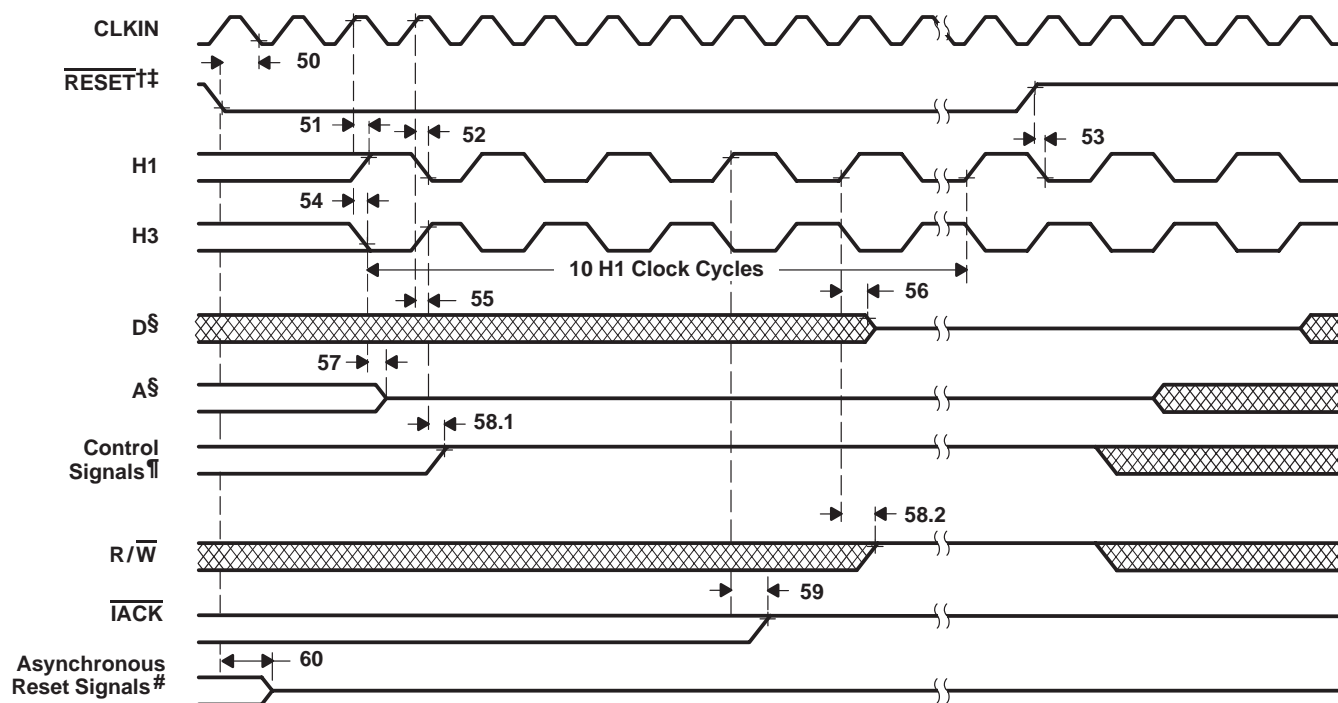 CLKIN
50
RESET†‡
51
52
53
H1
54
H3
10 H1 Clock Cycles
55
56
D§
57
A§
58.1
Control
Signals¶
58.2
R/W
59
IACK
60
Asynchronous
Reset Signals#